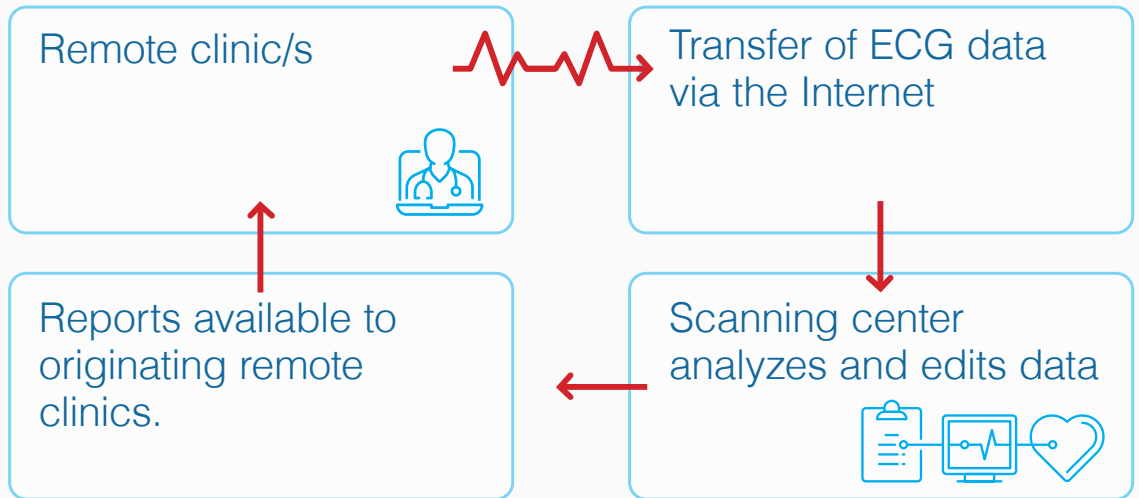 Remote clinic/s
Transfer of ECG data
via the Internet
Scanning center
analyzes and edits data
Reports available to
originating remote
clinics.